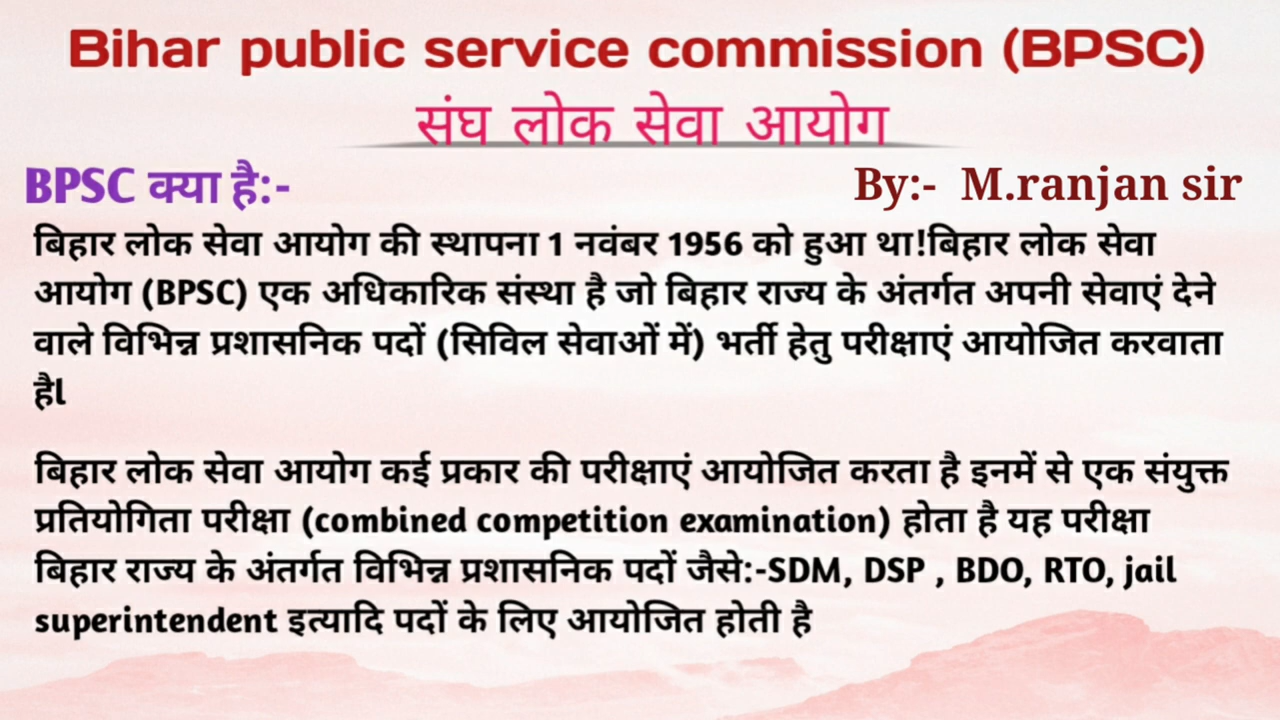 Bihar public service commission (BPSC)
संघ लोक सेवा आयोग
BPSC क्या है:-
By:- M.ranjan sir
बिहार लोक सेवा आयोग की स्थापना 1 नवंबर 1956 को हुआ था!बिहार लोक सेवा
आयोग (BPSC) एक अधिकारिक संस्था है जो बिहार राज्य के अंतर्गत अपनी सेवाएं देने
वाले विभिन्न प्रशासनिक पदों (सिविल सेवाओं में) भर्ती हेतु परीक्षाएं आयोजित करवाता
हैl
बिहार लोक सेवा आयोग कई प्रकार की परीक्षाएं आयोजित करता है इनमें से एक संयुक्त
प्रतियोगिता परीक्षा (combined competition examination) होता है यह परीक्षा
बिहार राज्य के अंतर्गत विभिन्न प्रशासनिक पदों जैसे:-SDM, DSP , BDO, RTO, jail
superintendent इत्यादि पदों के लिए आयोजित होती है